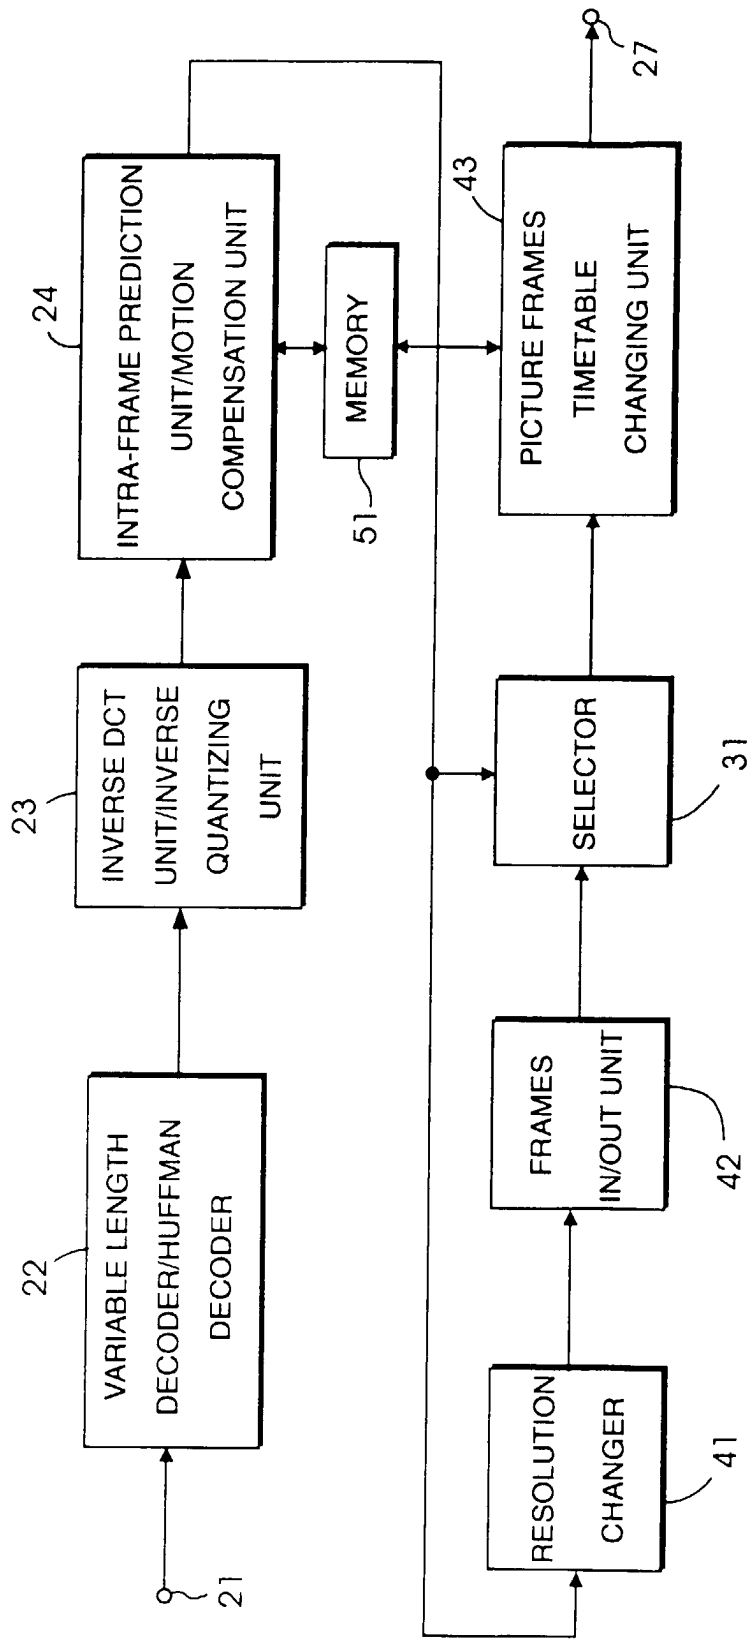 21
22
VARIABLE LENGTH
DECODER/HUFFMAN
DECODER
23
INVERSE DCT
UNIT/INVERSE
QUANTIZING
UNIT
24
INTRA-FRAME PREDICTION
UNIT/MOTION
COMPENSATION UNIT
51
MEMORY
41
RESOLUTION
CHANGER
42
FRAMES
IN/OUT UNIT
31
SELECTOR
43
PICTURE FRAMES
TIMETABLE
CHANGING UNIT
27